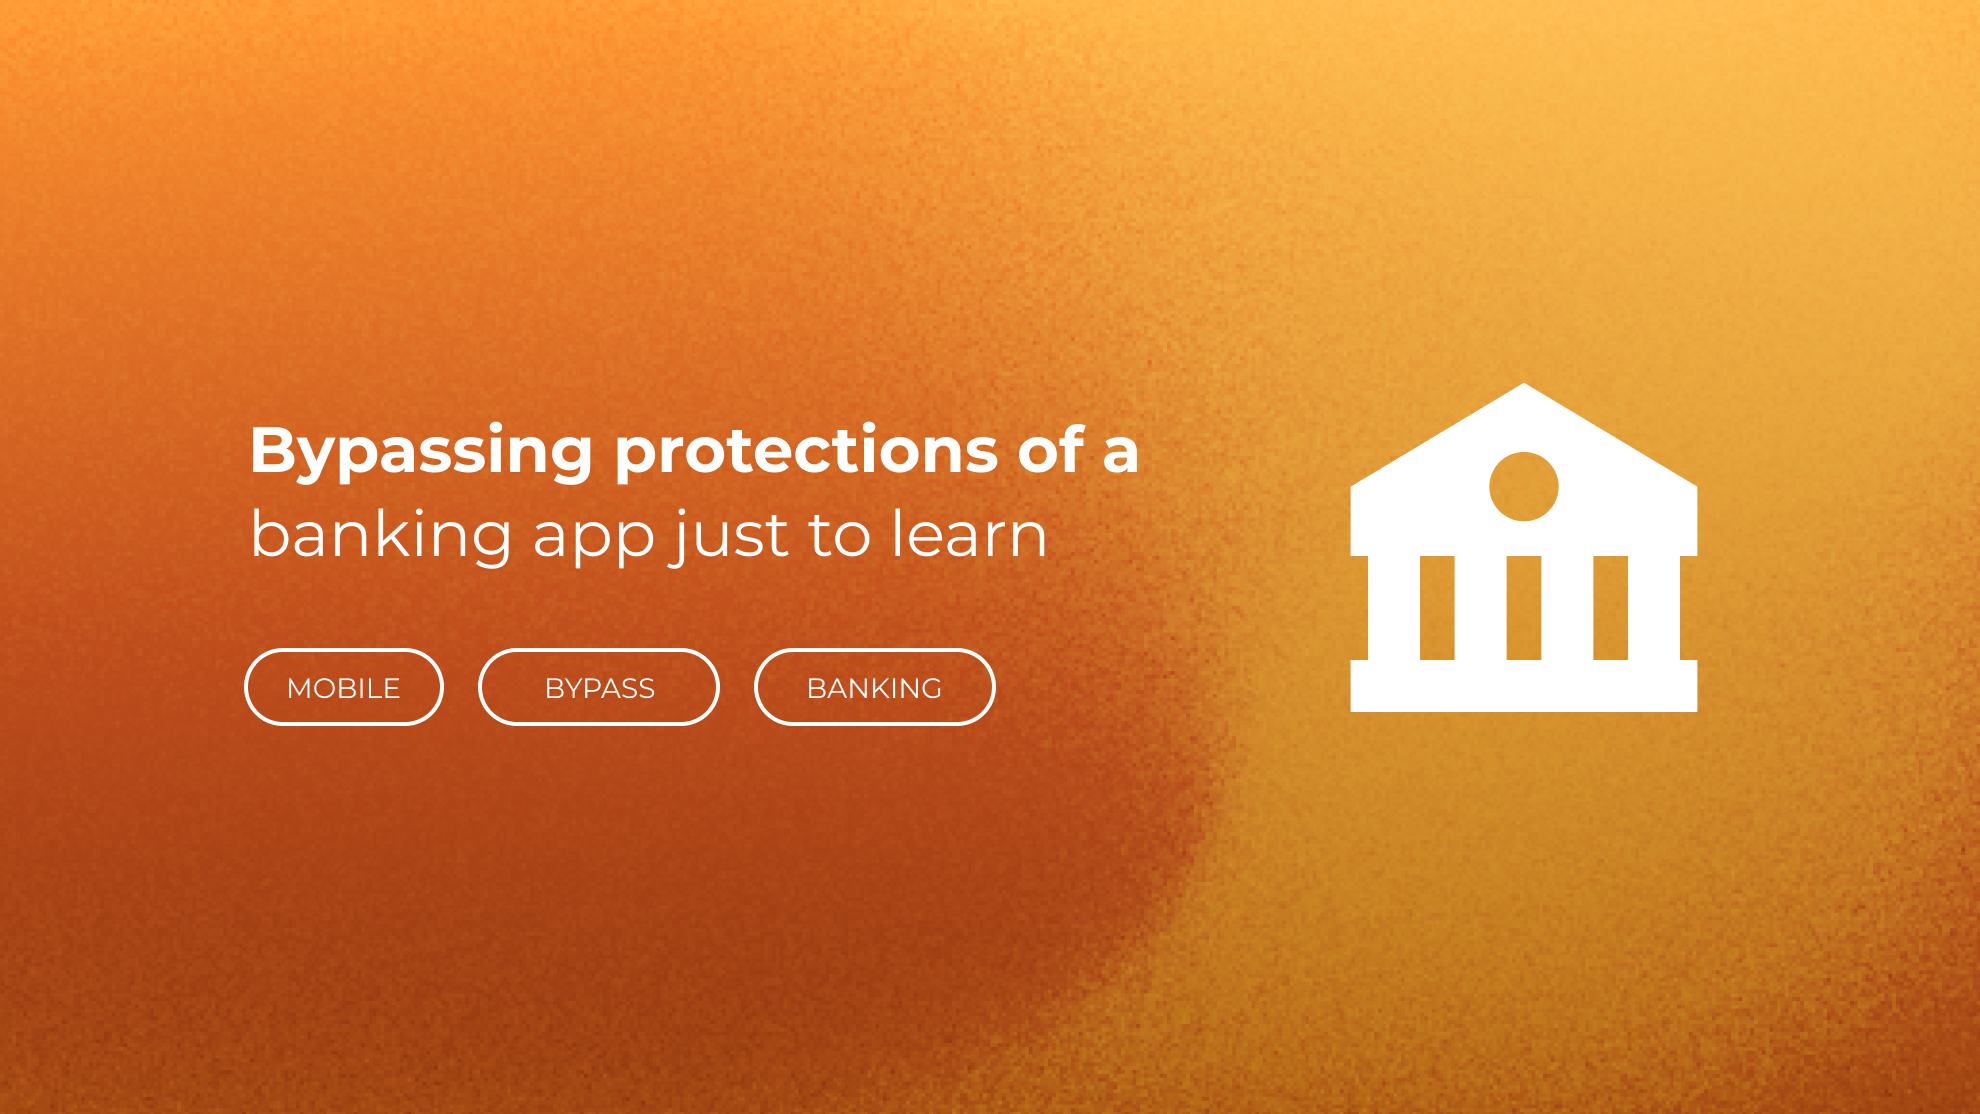 Bypassing protections of a
banking app just to learn
MOBILE
BYPASS
BANKING